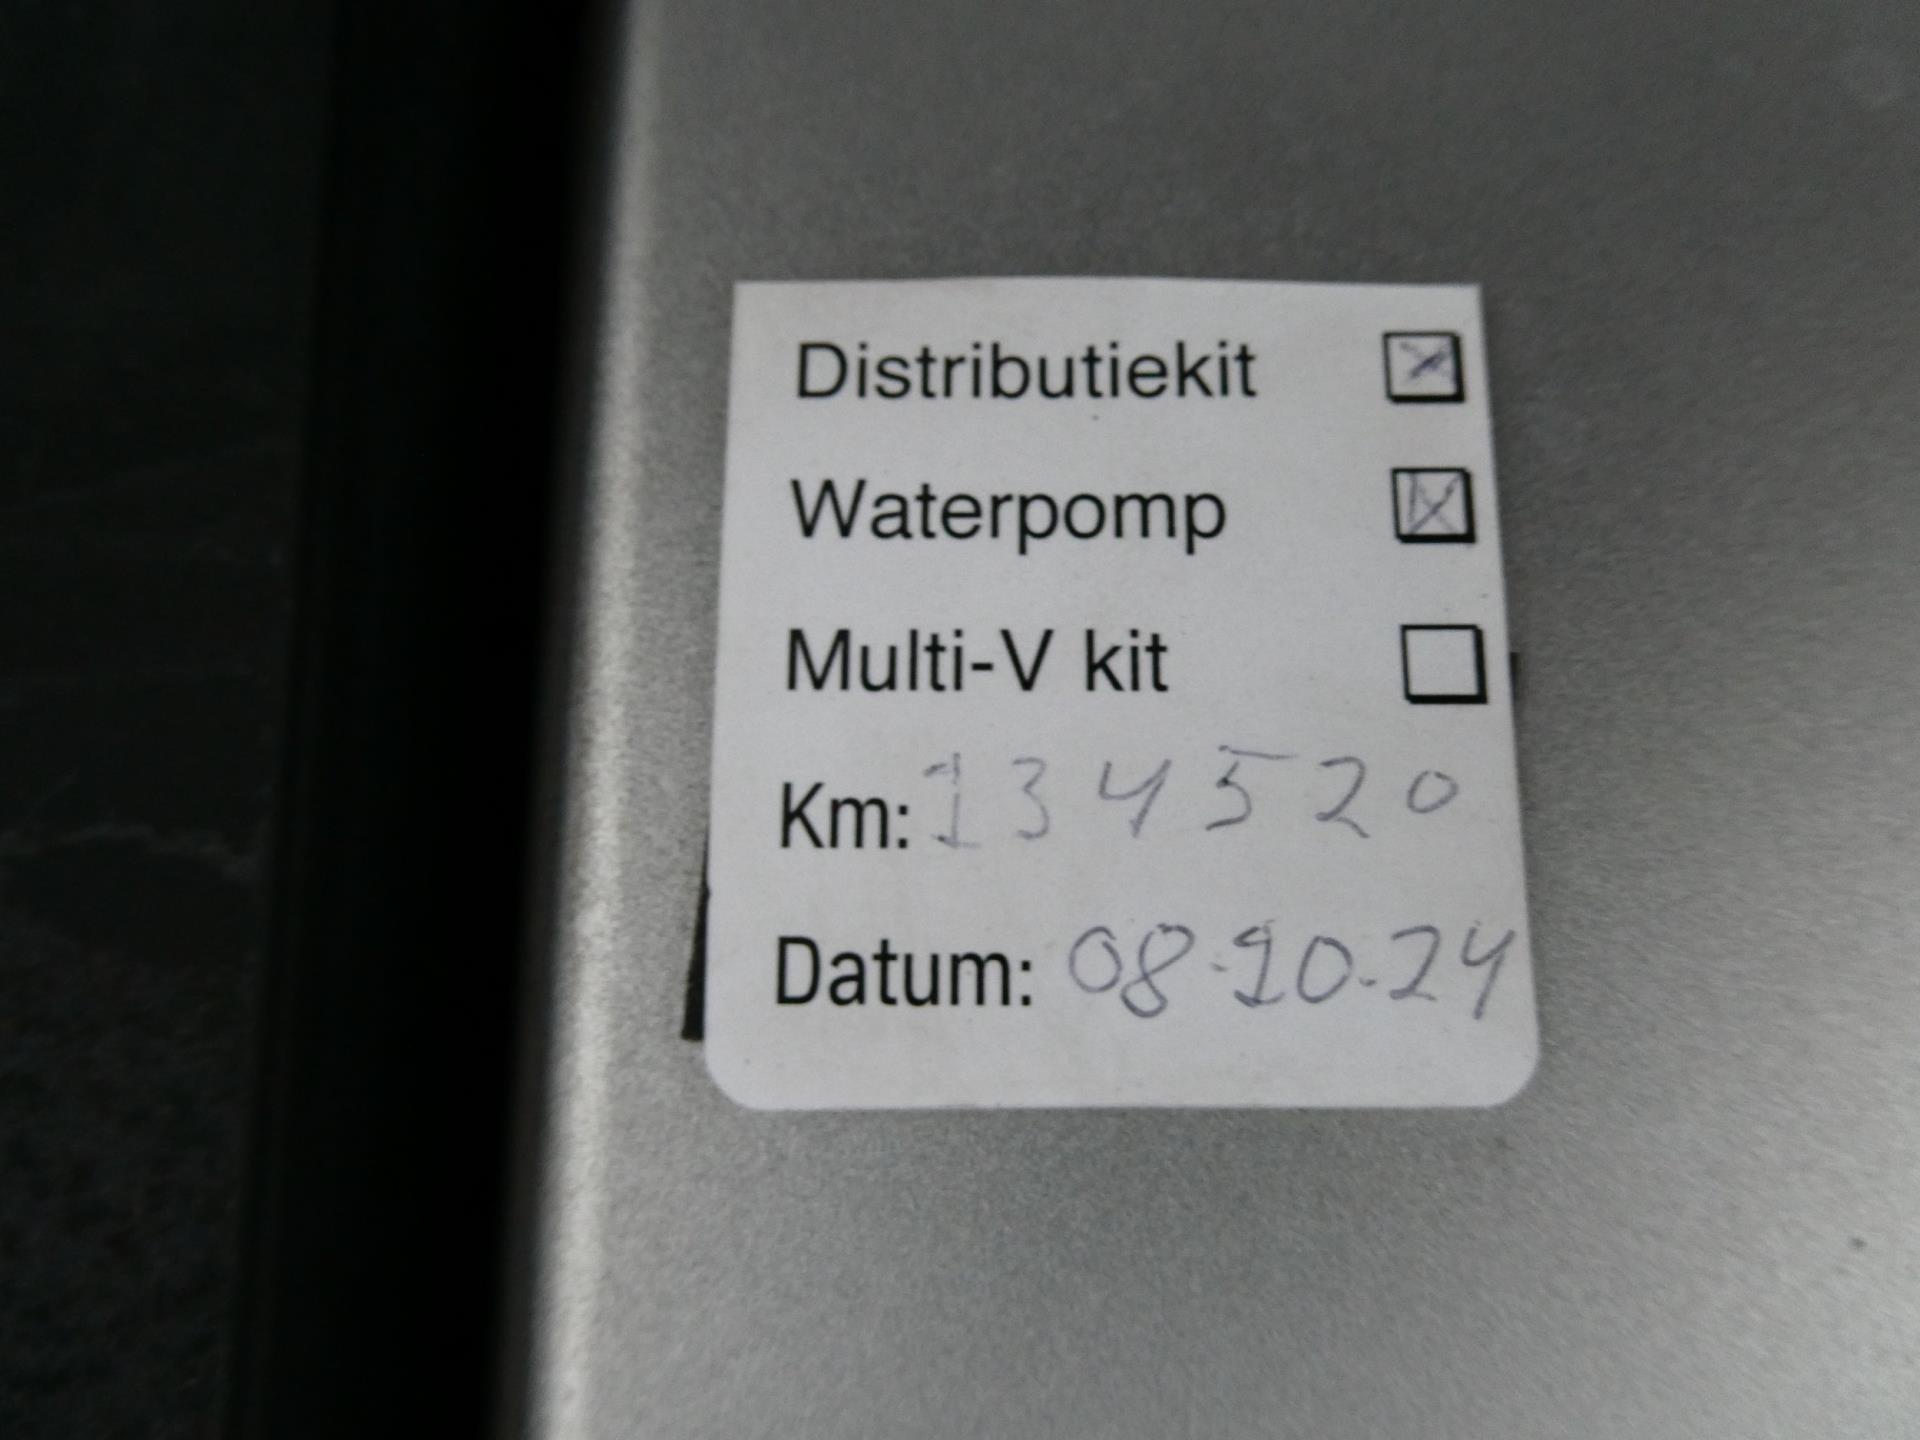 Distributiekit ☒
Waterpomp ☒
Multi-V kit ☐
Km: 134520
Datum: 08-10-24